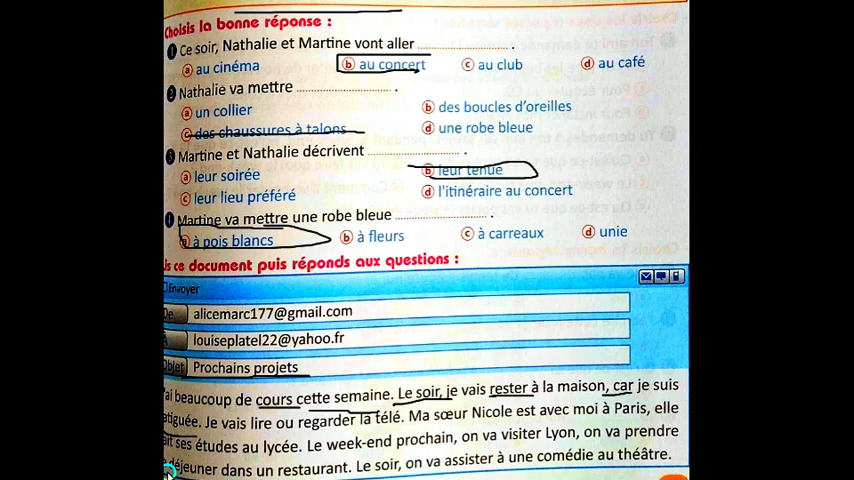 Choisis la bonne réponse :
1 Ce soir, Nathalie et Martine vont aller .................... .
a au cinéma b au concert c au club d au café
2 Nathalie va mettre .................... .
a un collier b des boucles d'oreilles
c des chaussures à talons d une robe bleue
3 Martine et Nathalie décrivent .................... .
a leur soirée b leur tenue
c leur lieu préféré d l'itinéraire au concert
4 Martine va mettre une robe bleue .................... .
a à pois blancs b à fleurs c à carreaux d unie
is ce document puis réponds aux questions :
Envoyer
De alicemarc177@gmail.com
À louiseplatel22@yahoo.fr
Objet Prochains projets
'ai beaucoup de cours cette semaine. Le soir, je vais rester à la maison, car je suis
atiguée. Je vais lire ou regarder la télé. Ma sœur Nicole est avec moi à Paris, elle
ait ses études au lycée. Le week-end prochain, on va visiter Lyon, on va prendre
déjeuner dans un restaurant. Le soir, on va assister à une comédie au théâtre.